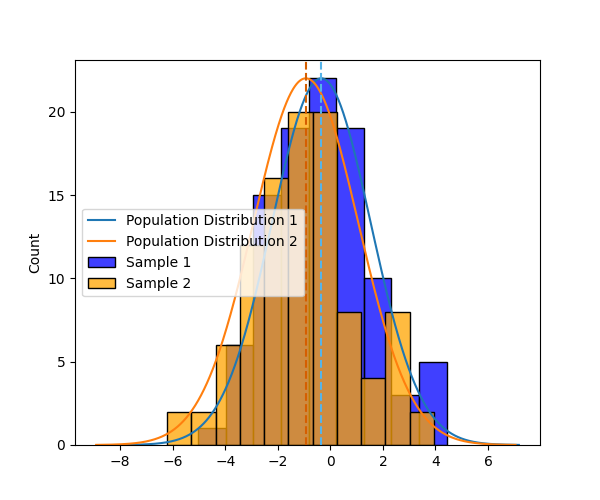 20
15
10
5
0
Count
Population Distribution 1
Population Distribution 2
Sample 1
Sample 2
−8 −6 −4 −2 0 2 4 6